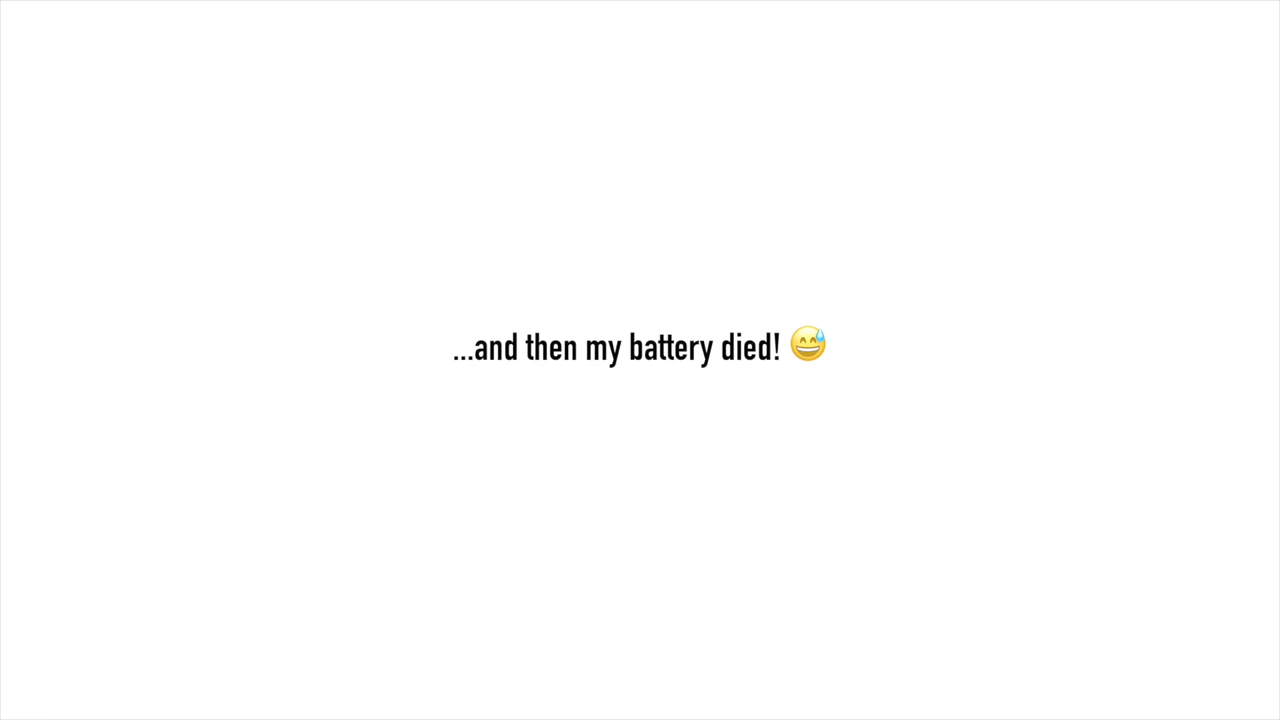 ...and then my battery died! 😅